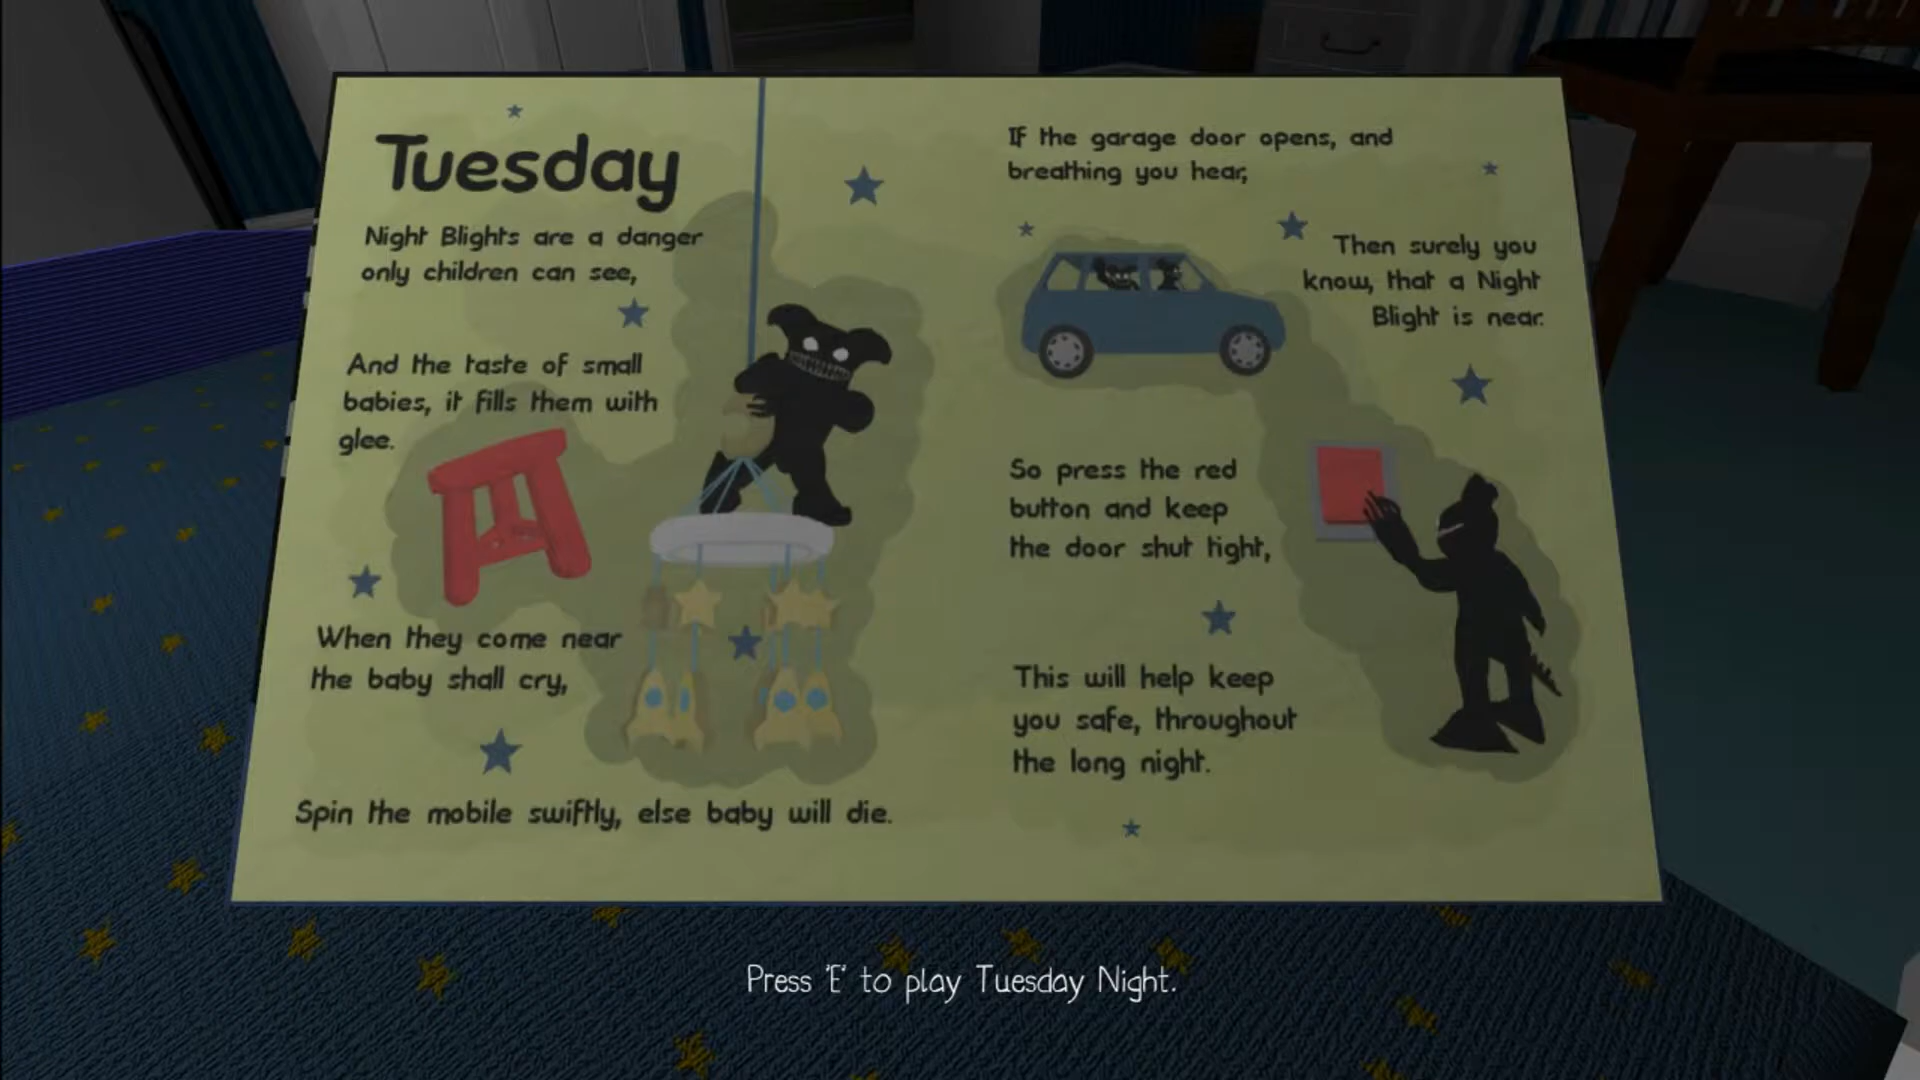 Tuesday
Night Blights are a danger
only children can see,
And the taste of small
babies, it fills them with
glee.
When they come near
the baby shall cry,
Spin the mobile swiftly, else baby will die.
If the garage door opens, and
breathing you hear,
Then surely you
know, that a Night
Blight is near.
So press the red
button and keep
the door shut tight,
This will help keep
you safe, throughout
the long night.
Press 'E' to play Tuesday Night.